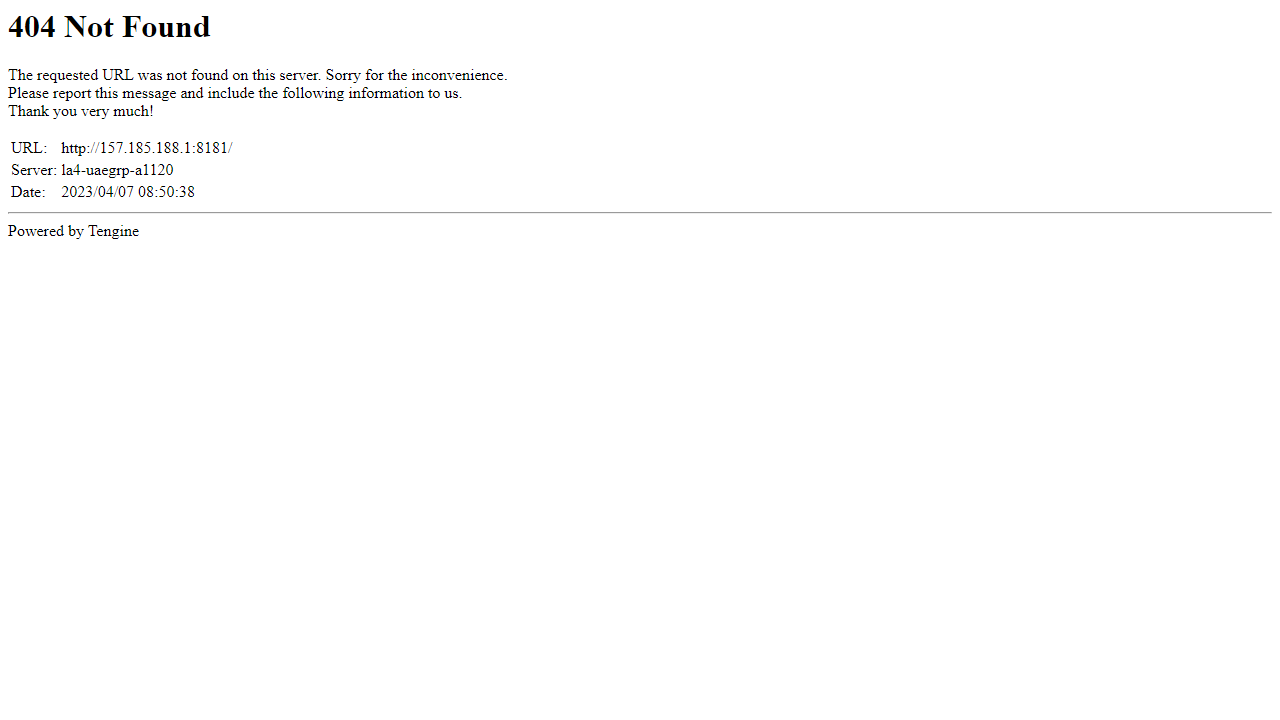 404 Not Found
The requested URL was not found on this server. Sorry for the inconvenience.
Please report this message and include the following information to us.
Thank you very much!
URL: http://157.185.188.1:8181/
Server: la4-uaegrp-a1120
Date: 2023/04/07 08:50:38
Powered by Tengine